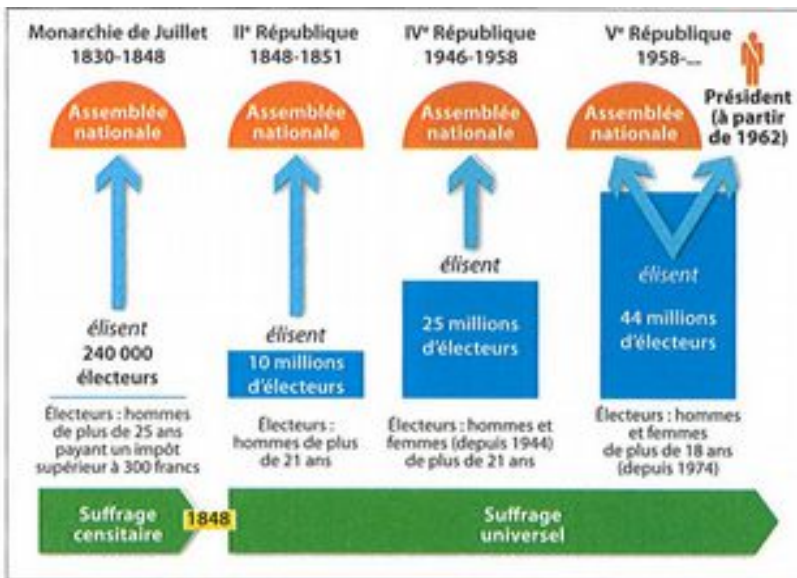 Monarchie de Juillet
1830-1848
Assemblée
nationale
élisent
240 000
électeurs
Électeurs : hommes
de plus de 25 ans
payant un impôt
supérieur à 300 francs
IIe République
1848-1851
Assemblée
nationale
élisent
10 millions
d'électeurs
Électeurs :
hommes de plus
de 21 ans
IVe République
1946-1958
Assemblée
nationale
élisent
25 millions
d'électeurs
Électeurs : hommes et
femmes (depuis 1944)
de plus de 21 ans
Ve République
1958-...
Assemblée
nationale
Président
(à partir
de 1962)
élisent
44 millions
d'électeurs
Électeurs : hommes
et femmes
de plus de 18 ans
(depuis 1974)
Suffrage
censitaire
1848
Suffrage
universel